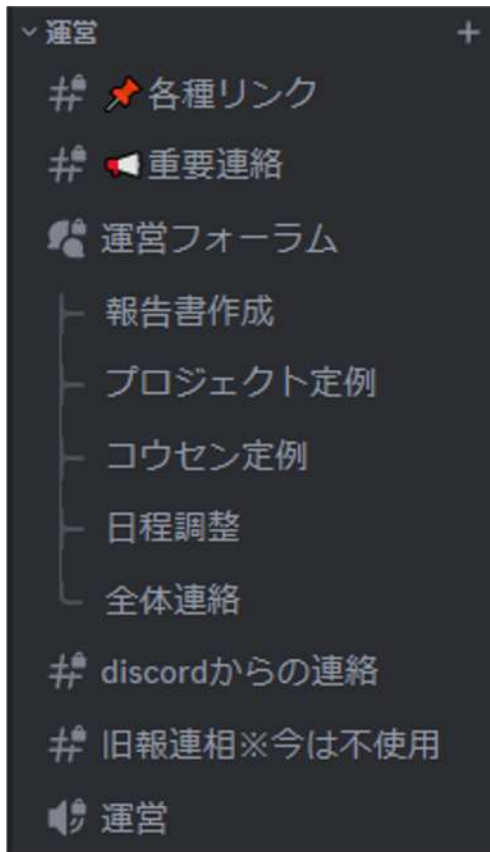 運営
各種リンク
重要連絡
運営フォーラム
報告書作成
プロジェクト定例
コウセン定例
日程調整
全体連絡
discordからの連絡
旧報連相※今は不使用
運営